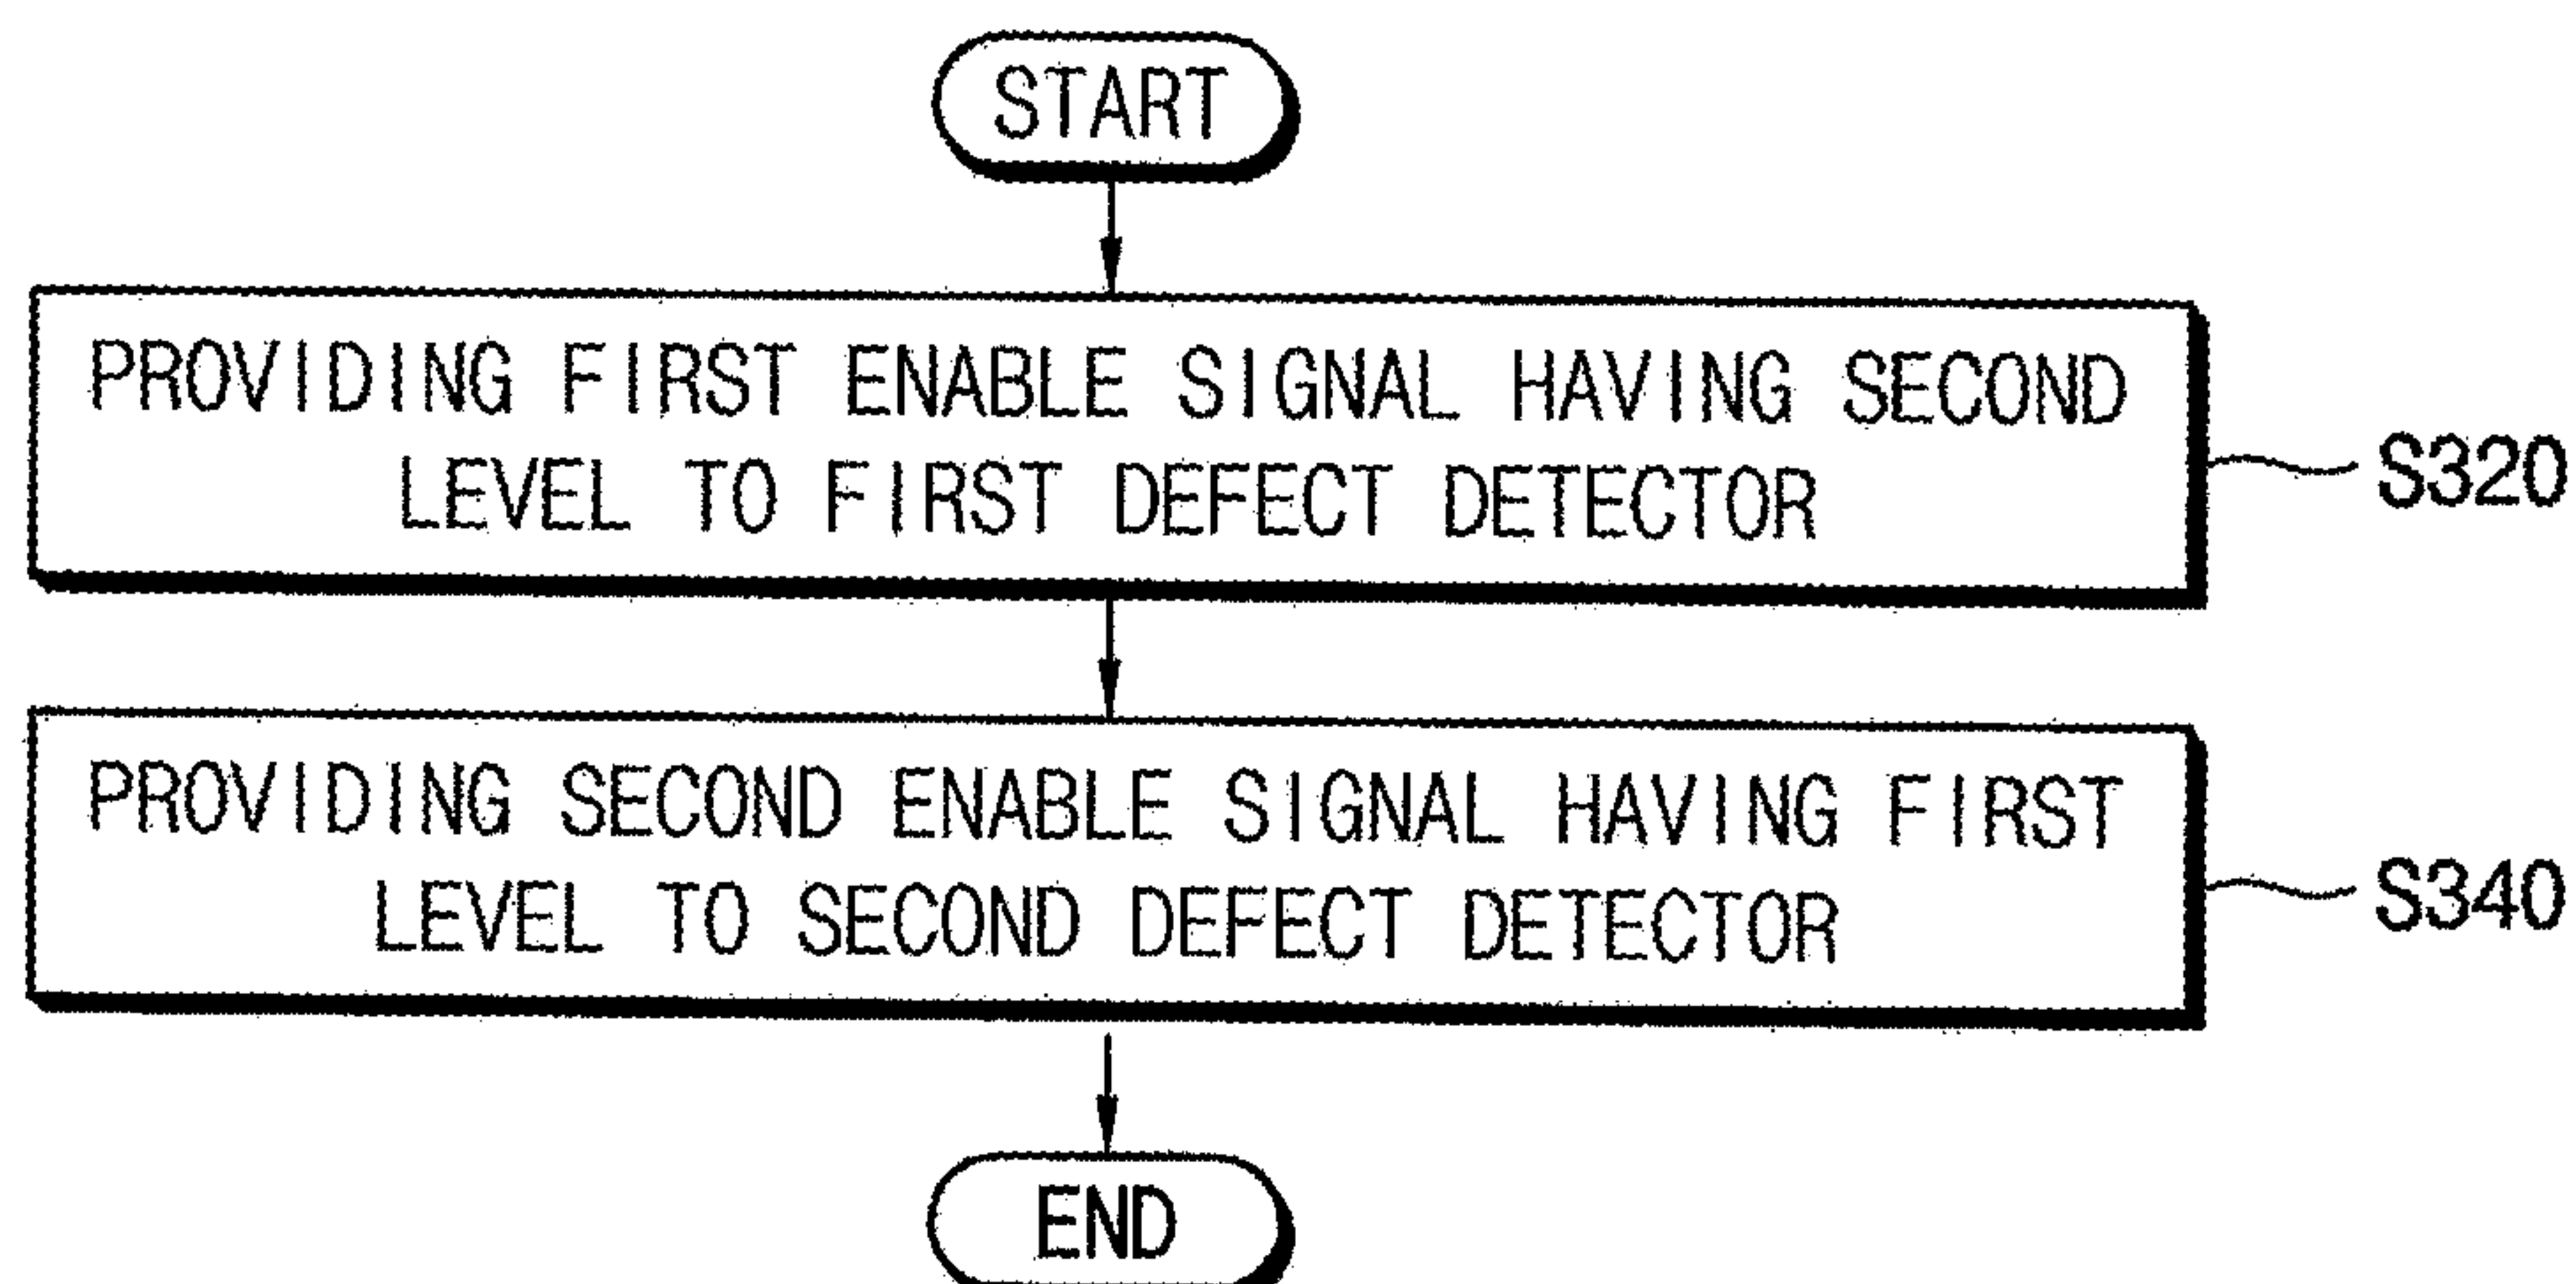 START
PROVIDING FIRST ENABLE SIGNAL HAVING SECOND
LEVEL TO FIRST DEFECT DETECTOR
S320
PROVIDING SECOND ENABLE SIGNAL HAVING FIRST
LEVEL TO SECOND DEFECT DETECTOR
S340
END